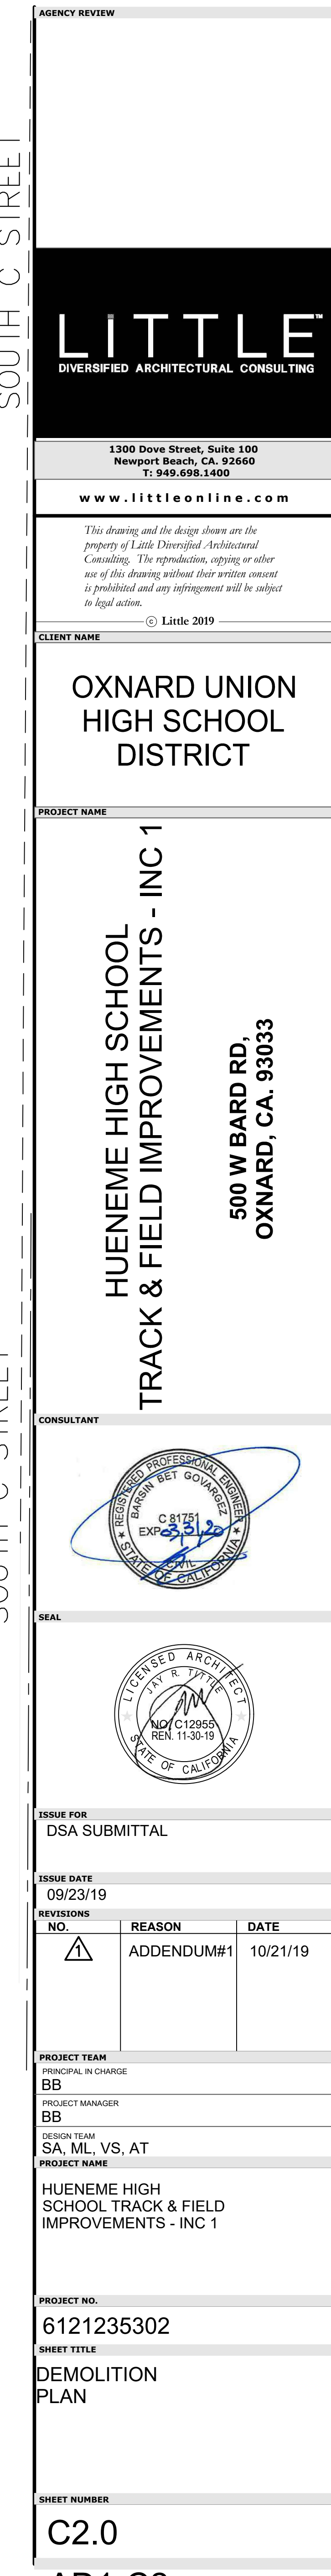 AGENCY REVIEW
SOUTH C STREET
LiTTLE
DIVERSIFIED ARCHITECTURAL CONSULTING
1300 Dove Street, Suite 100
Newport Beach, CA. 92660
T: 949.698.1400
www.littleonline.com
This drawing and the design shown are the
property of Little Diversified Architectural
Consulting. The reproduction, copying or other
use of this drawing without their written consent
is prohibited and any infringement will be subject
to legal action.
© Little 2019
CLIENT NAME
OXNARD UNION
HIGH SCHOOL
DISTRICT
PROJECT NAME
HUENEME HIGH SCHOOL
TRACK & FIELD IMPROVEMENTS - INC 1
500 W BARD RD,
OXNARD, CA. 93033
CONSULTANT
REGISTERED PROFESSIONAL ENGINEER
BARSIN BET GOVARGEZ
C 81751
EXP. 03/31/20
CIVIL
STATE OF CALIFORNIA
SEAL
LICENSED ARCHITECT
JAY R. TITTLE
NO. C12955
REN. 11-30-19
STATE OF CALIFORNIA
ISSUE FOR
DSA SUBMITTAL
ISSUE DATE
09/23/19
REVISIONS
NO. REASON DATE
1 ADDENDUM#1 10/21/19
PROJECT TEAM
PRINCIPAL IN CHARGE
BB
PROJECT MANAGER
BB
DESIGN TEAM
SA, ML, VS, AT
PROJECT NAME
HUENEME HIGH
SCHOOL TRACK & FIELD
IMPROVEMENTS - INC 1
PROJECT NO.
6121235302
SHEET TITLE
DEMOLITION
PLAN
SHEET NUMBER
C2.0